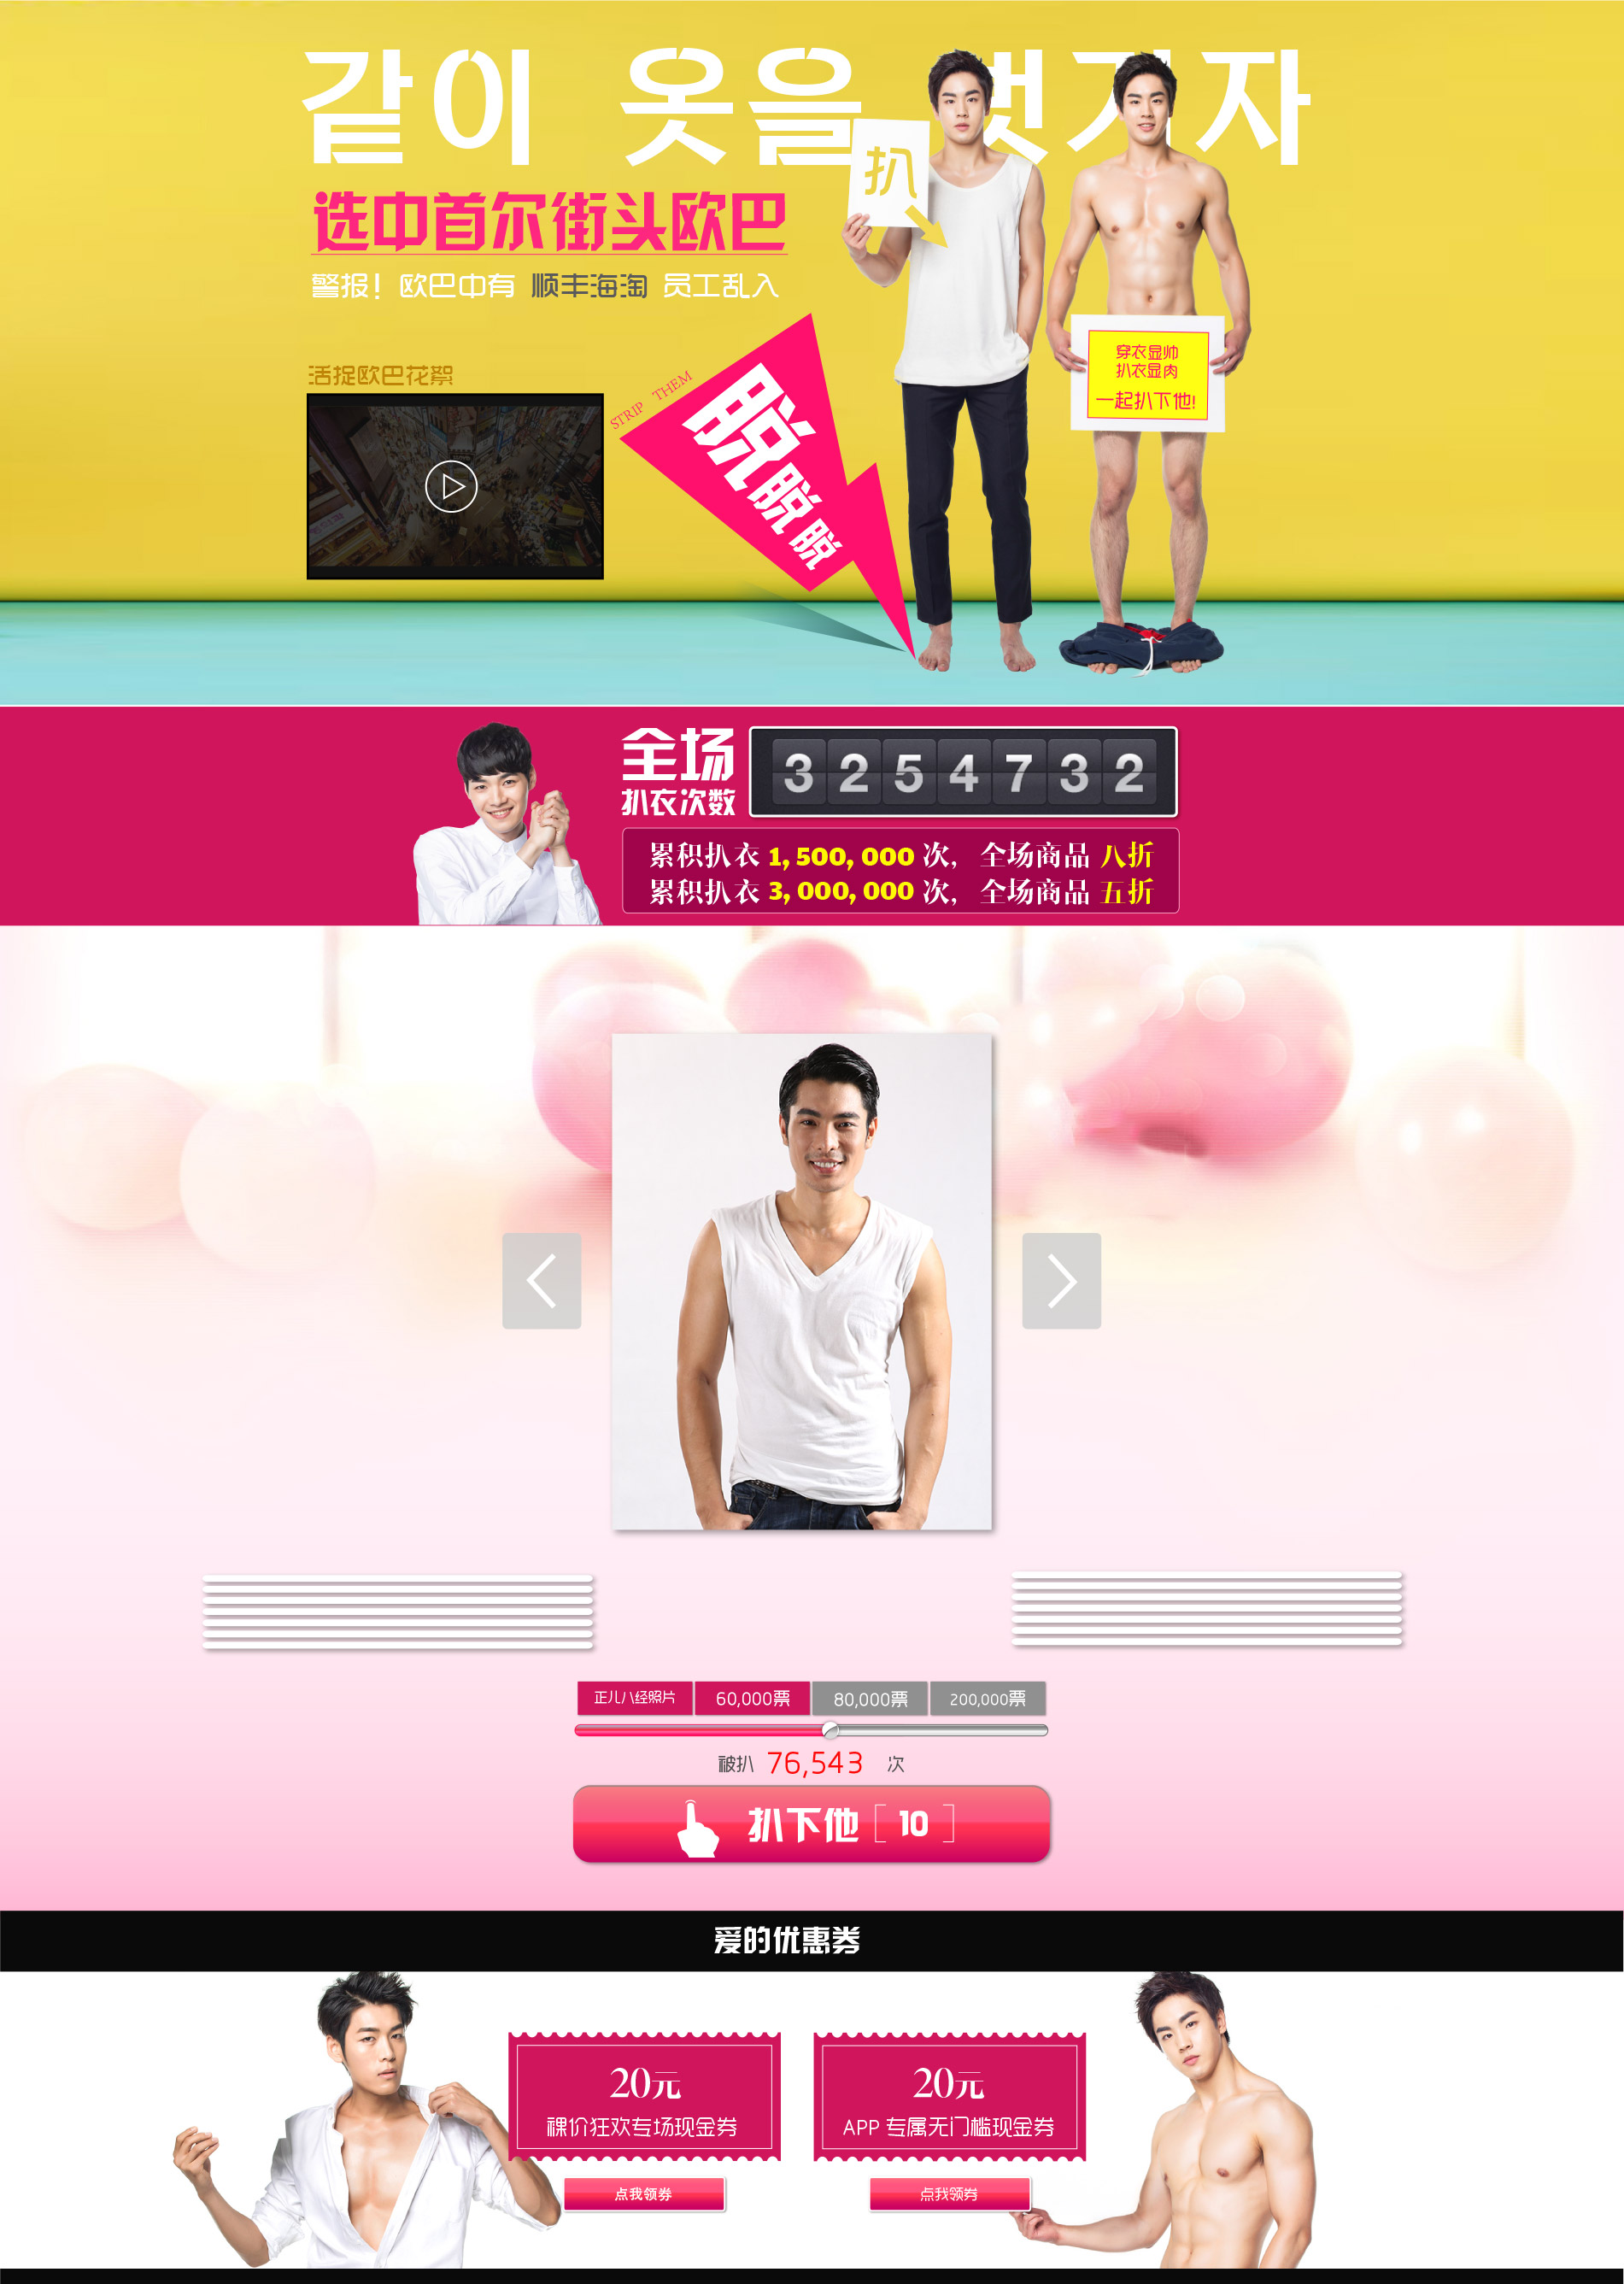 같이 옷을 벗기자
选中首尔街头欧巴
警报！欧巴中有 顺丰海淘 员工乱入
扒
穿衣显帅
扒衣显肉
一起扒下他!
活捉欧巴花絮
STRIP THEM
脱脱脱
全场
扒衣次数
3254732
累积扒衣 1,500,000 次, 全场商品 八折
累积扒衣 3,000,000 次, 全场商品 五折
正儿八经照片 60,000票 80,000票 200,000票
被扒 76,543 次
扒下他 [ 10 ]
爱的优惠券
20元
裸价狂欢专场现金券
点我领券
20元
APP 专属无门槛现金券
点我领券